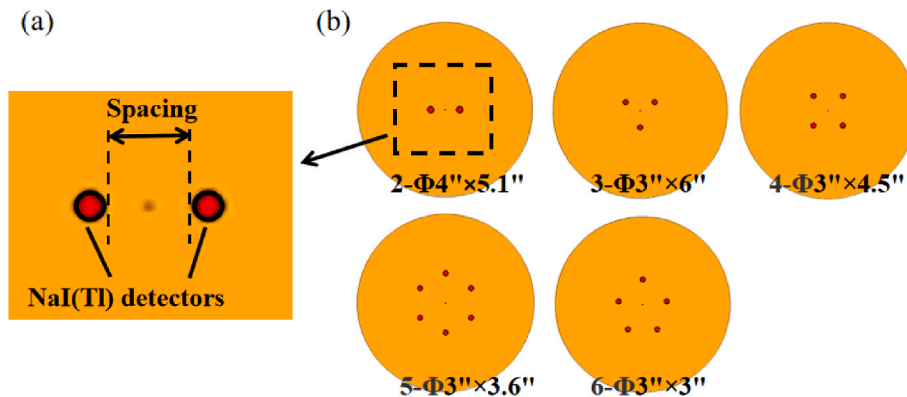 (a)
(b)
Spacing
NaI(Tl) detectors
2-Φ4"×5.1"
3-Φ3"×6"
4-Φ3"×4.5"
5-Φ3"×3.6"
6-Φ3"×3"